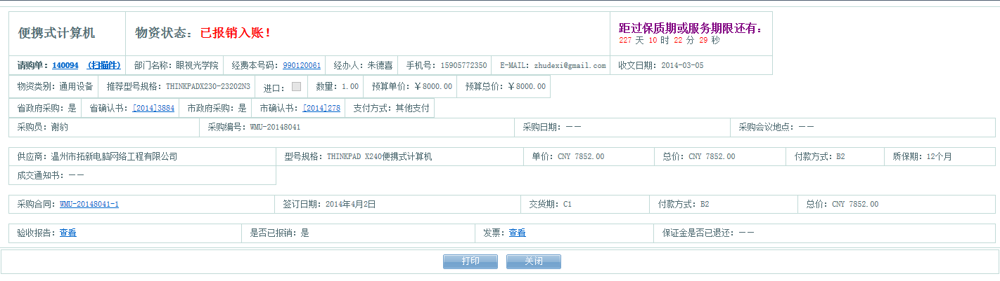 便携式计算机 物资状态：已报销入账！ 距过保质期或服务期限还有：
227 天 10 时 22 分 29 秒
请购单：140094 (扫描件) 部门名称：眼视光学院 经费本号码：990120061 经办人：朱德喜 手机号：15905772350 E-MAIL：zhudexi@gmail.com 收文日期：2014-03-05
物资类别：通用设备 推荐型号规格：THINKPADX230-23202N3 进口： 数量：1.00 预算单价：￥8000.00 预算总价：￥8000.00
省政府采购：是 省确认书：[2014]3884 市政府采购：是 市确认书：[2014]278 支付方式：其他支付
采购员：谢豹 采购编号：WMU-20148041 采购日期：－－ 采购会议地点：－－
供应商：温州市拓新电脑网络工程有限公司 型号规格：THINKPAD X240便携式计算机 单价：CNY 7852.00 总价：CNY 7852.00 付款方式：B2 质保期：12个月
成交通知书：－－
采购合同：WMU-20148041-1 签订日期：2014年4月2日 交货期：C1 付款方式：B2 总价：CNY 7852.00
验收报告：查看 是否已报销：是 发票：查看 保证金是否已退还：－－
打印 关闭